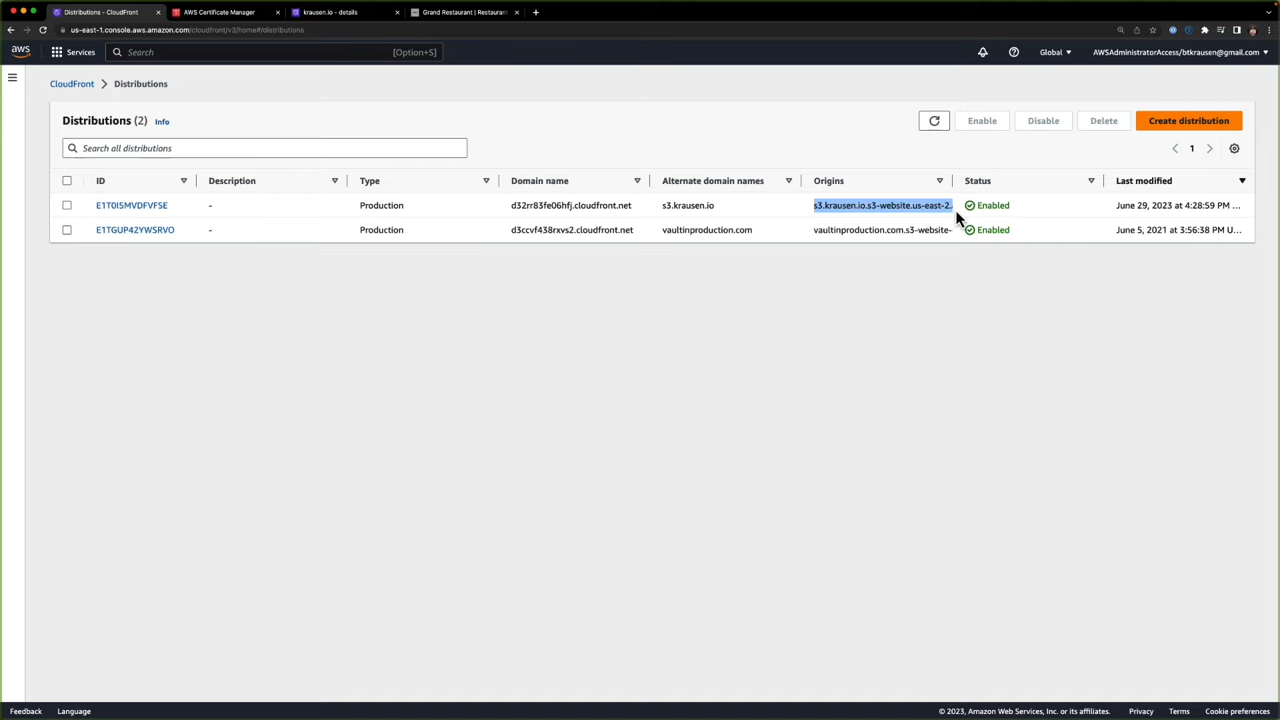 Distributions - CloudFront
AWS Certificate Manager
krausen.io - details
Grand Restaurant | Restauran
us-east-1.console.aws.amazon.com/cloudfront/v3/home#/distributions
aws
Services
Search
[Option+S]
Global
AWSAdministratorAccess/btkrausen@gmail.com
CloudFront
Distributions
Distributions (2)
Info
Enable
Disable
Delete
Create distribution
Search all distributions
1
ID
Description
Type
Domain name
Alternate domain names
Origins
Status
Last modified
E1T0I5MVDFVFSE
-
Production
d32rr83fe06hfj.cloudfront.net
s3.krausen.io
s3.krausen.io.s3-website.us-east-2.
Enabled
June 29, 2023 at 4:28:59 PM ...
E1TGUP42YWSRVO
-
Production
d3ccvf438rxvs2.cloudfront.net
vaultinproduction.com
vaultinproduction.com.s3-website-
Enabled
June 5, 2021 at 3:56:38 PM U...
Feedback
Language
© 2023, Amazon Web Services, Inc. or its affiliates.
Privacy
Terms
Cookie preferences